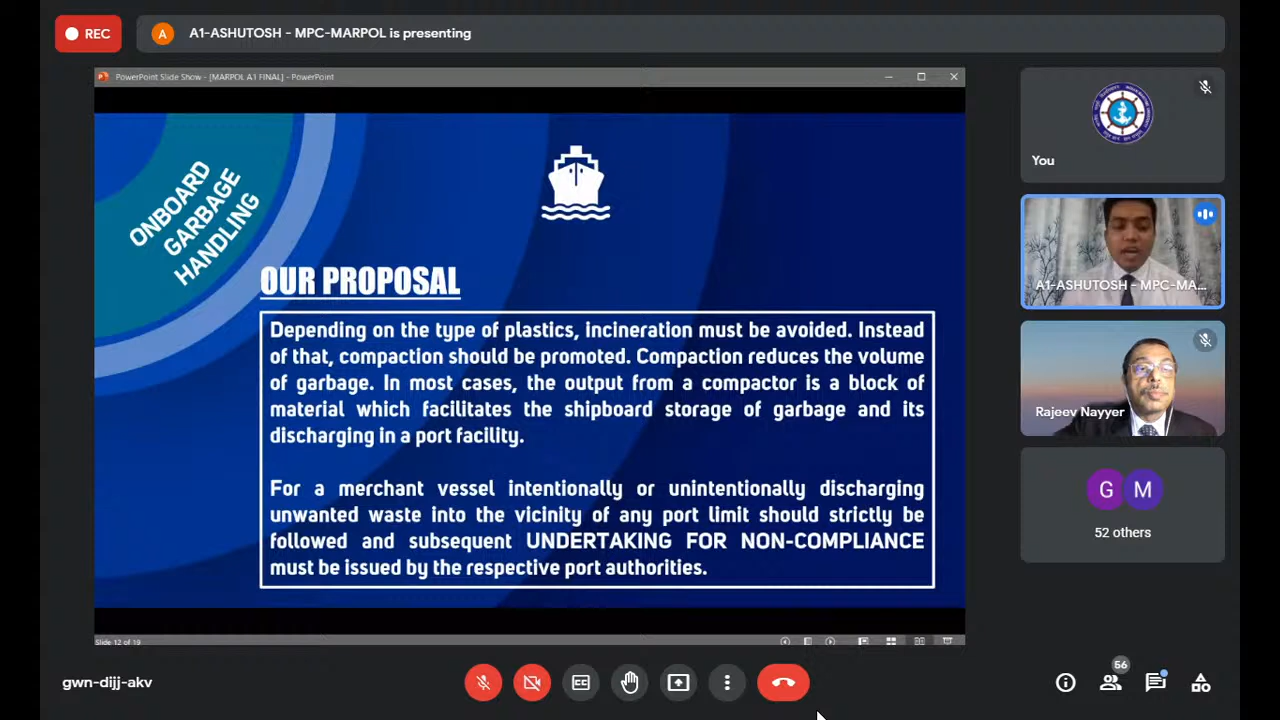 REC
A
A1-ASHUTOSH - MPC-MARPOL is presenting
PowerPoint Slide Show - [MARPOL A1 FINAL] - PowerPoint
ONBOARD
GARBAGE
HANDLING
OUR PROPOSAL
Depending on the type of plastics, incineration must be avoided. Instead
of that, compaction should be promoted. Compaction reduces the volume
of garbage. In most cases, the output from a compactor is a block of
material which facilitates the shipboard storage of garbage and its
discharging in a port facility.
For a merchant vessel intentionally or unintentionally discharging
unwanted waste into the vicinity of any port limit should strictly be
followed and subsequent UNDERTAKING FOR NON-COMPLIANCE
must be issued by the respective port authorities.
Slide 12 of 19
You
A1-ASHUTOSH - MPC-MA...
Rajeev Nayyer
G M
52 others
gwn-dijj-akv
CC
56